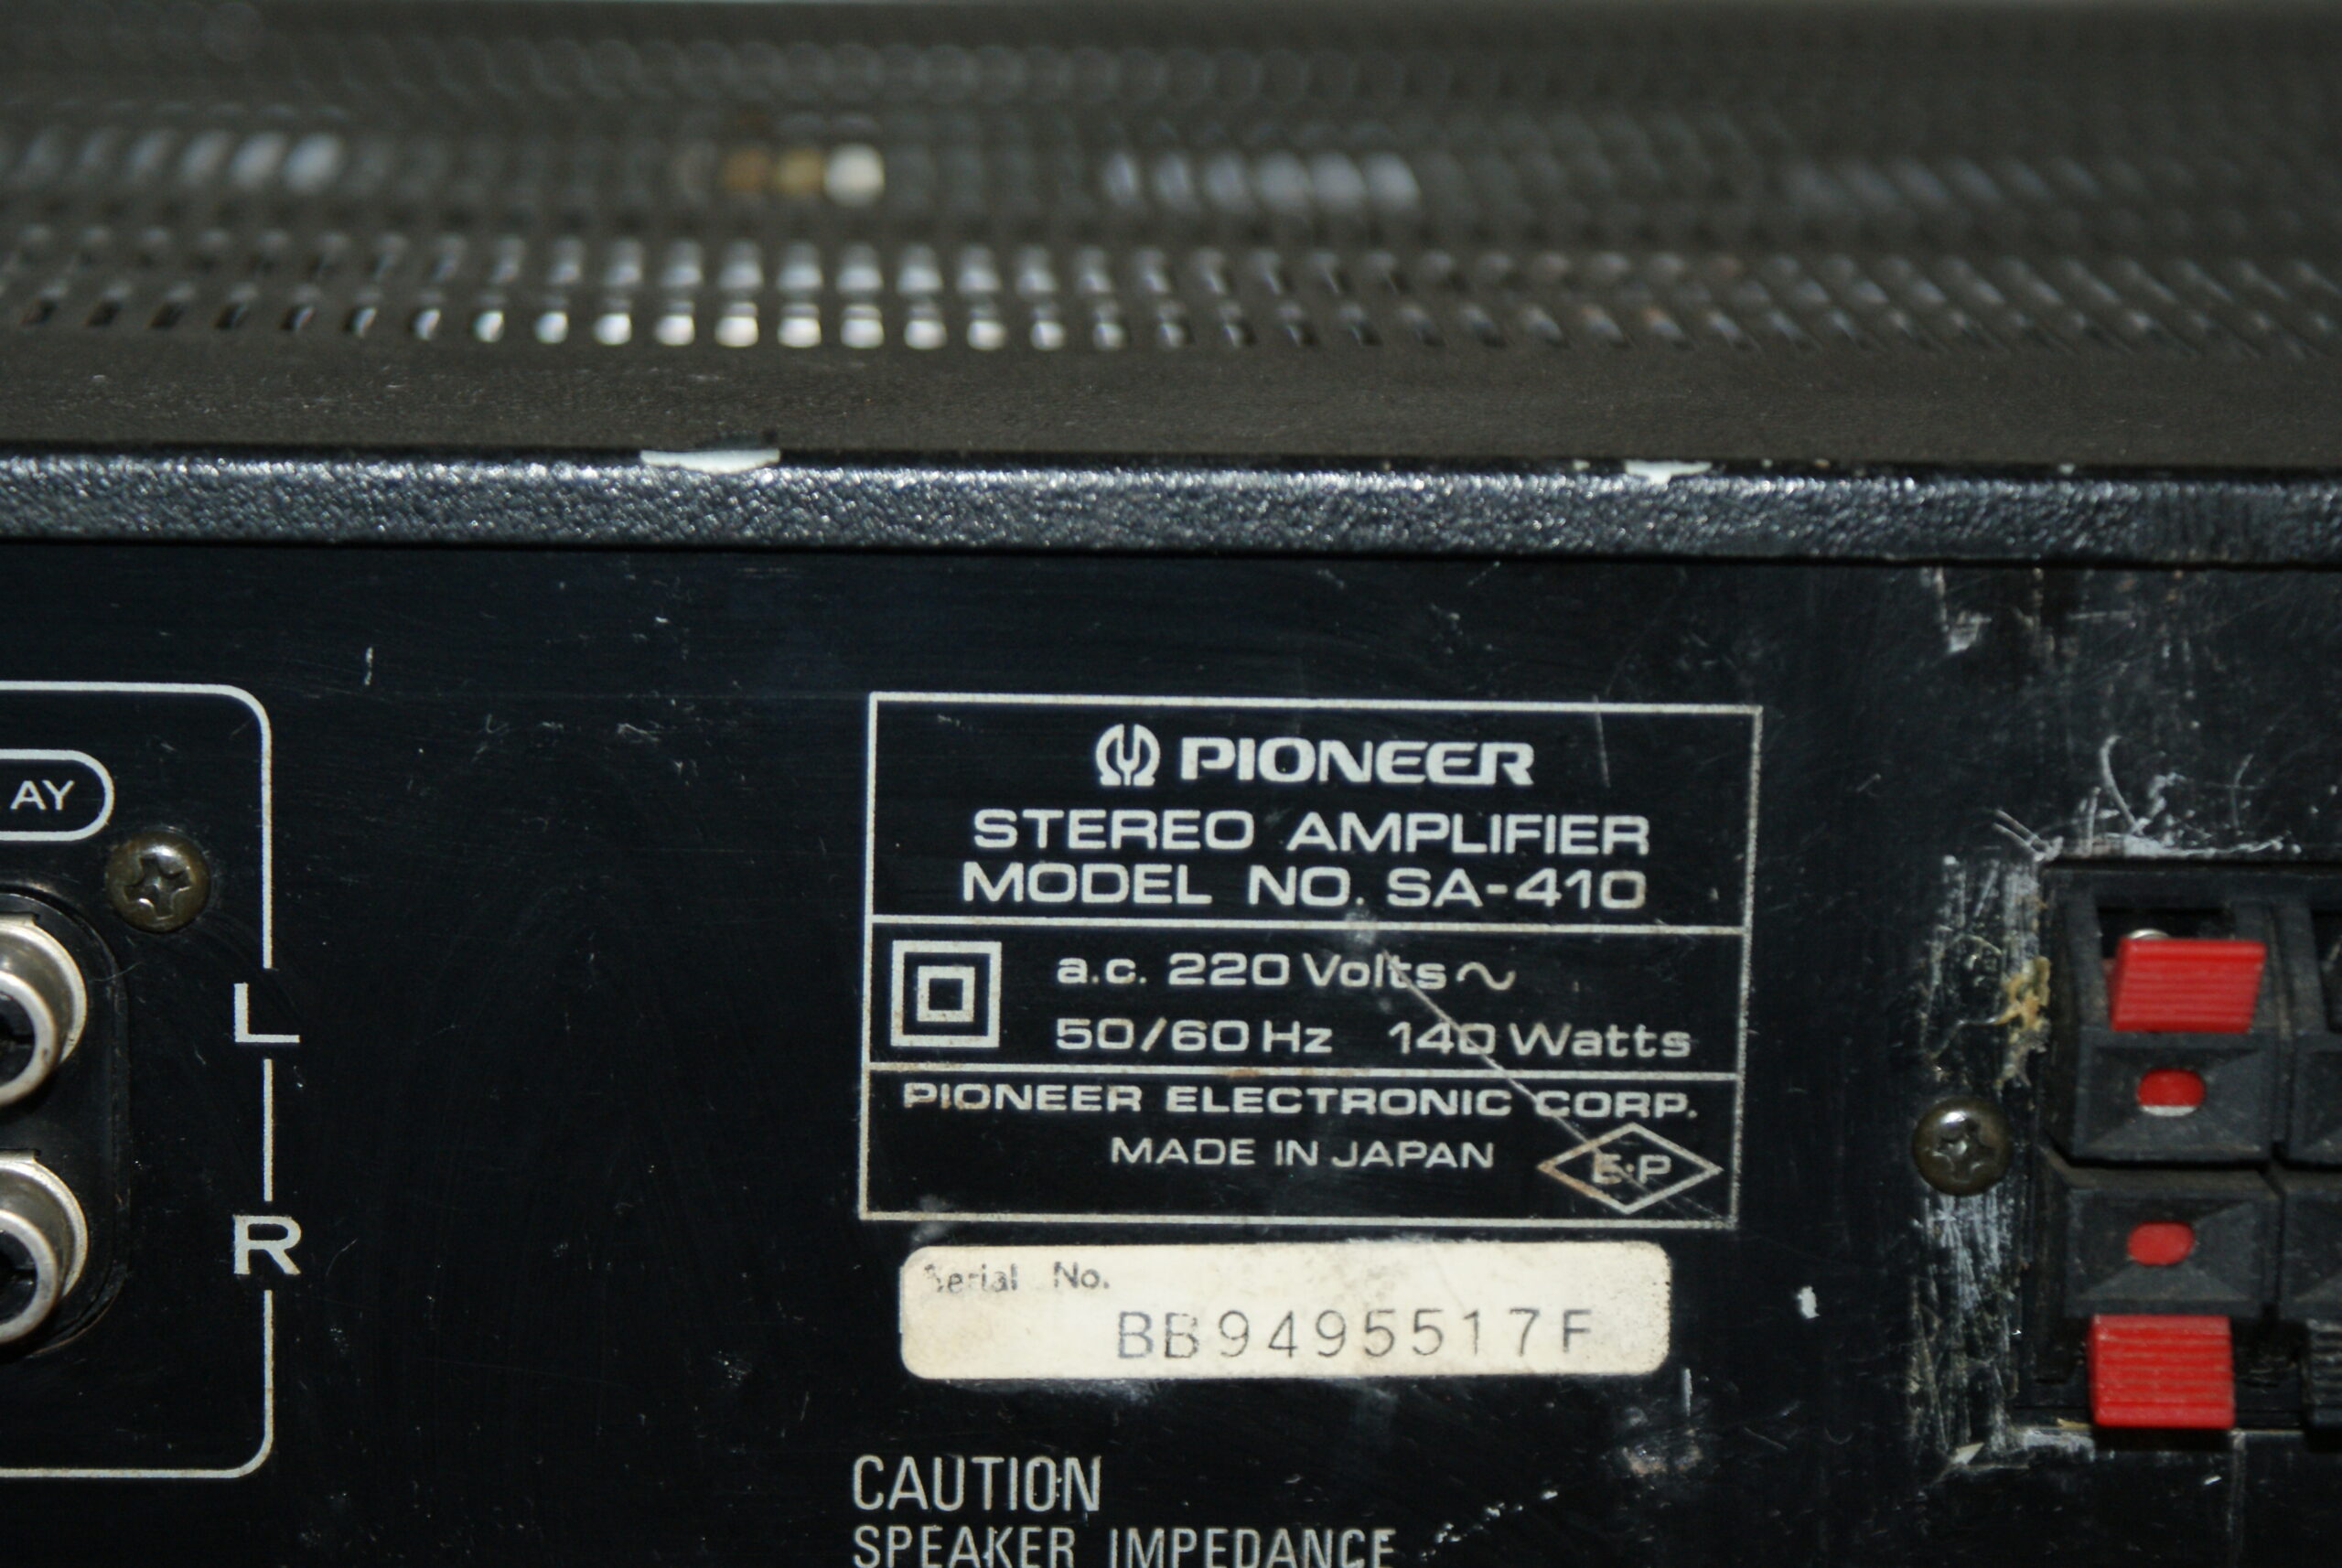 PIONEER
STEREO AMPLIFIER
MODEL NO. SA-410
a.c. 220 Volts ~
50/60 Hz 140 Watts
PIONEER ELECTRONIC CORP.
MADE IN JAPAN
E·P
Serial No.
BB9495517F
CAUTION
SPEAKER IMPEDANCE
AY
L
R